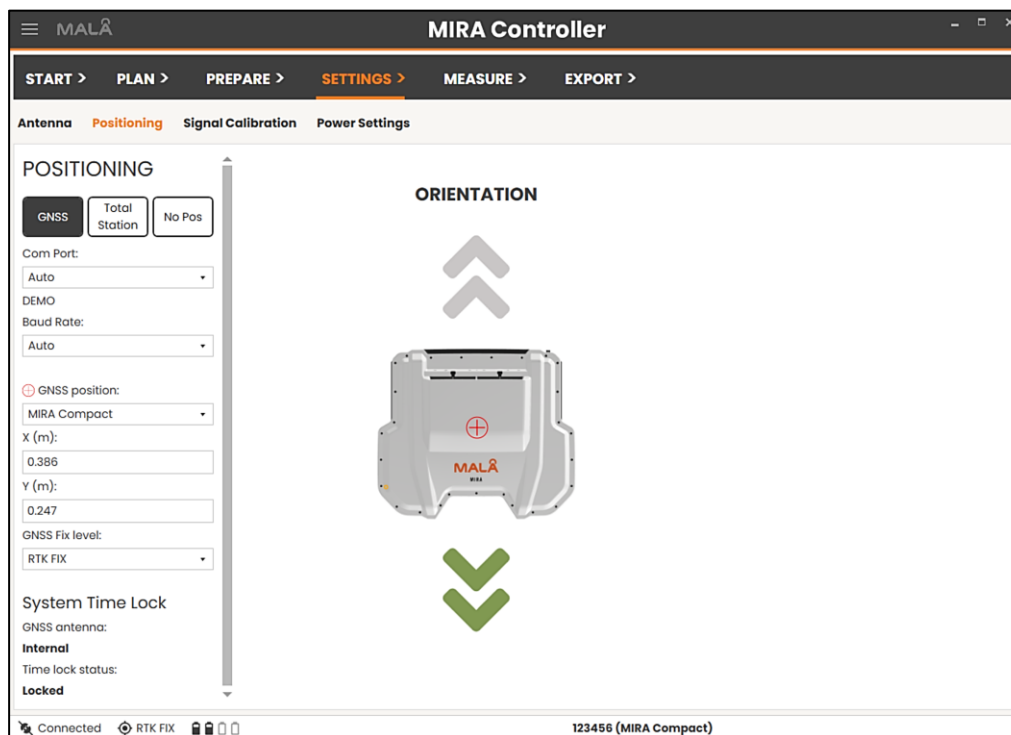 MALÅ
MIRA Controller
START > PLAN > PREPARE > SETTINGS > MEASURE > EXPORT >
Antenna Positioning Signal Calibration Power Settings
POSITIONING
GNSS
Total
Station
No Pos
Com Port:
Auto
DEMO
Baud Rate:
Auto
GNSS position:
MIRA Compact
X (m):
0.386
Y (m):
0.247
GNSS Fix level:
RTK FIX
System Time Lock
GNSS antenna:
Internal
Time lock status:
Locked
ORIENTATION
MALÅ
MIRA
Connected RTK FIX 123456 (MIRA Compact)